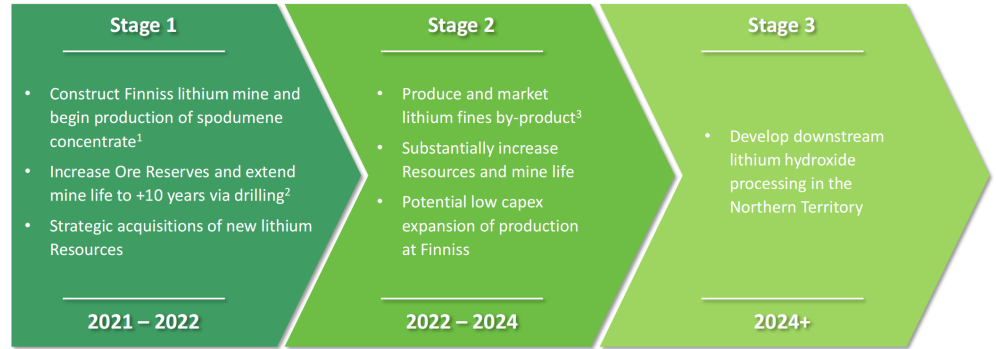 Stage 1
• Construct Finniss lithium mine and
begin production of spodumene
concentrate¹
• Increase Ore Reserves and extend
mine life to +10 years via drilling²
• Strategic acquisitions of new lithium
Resources
2021 – 2022
Stage 2
• Produce and market
lithium fines by-product³
• Substantially increase
Resources and mine life
• Potential low capex
expansion of production
at Finniss
2022 – 2024
Stage 3
• Develop downstream
lithium hydroxide
processing in the
Northern Territory
2024+